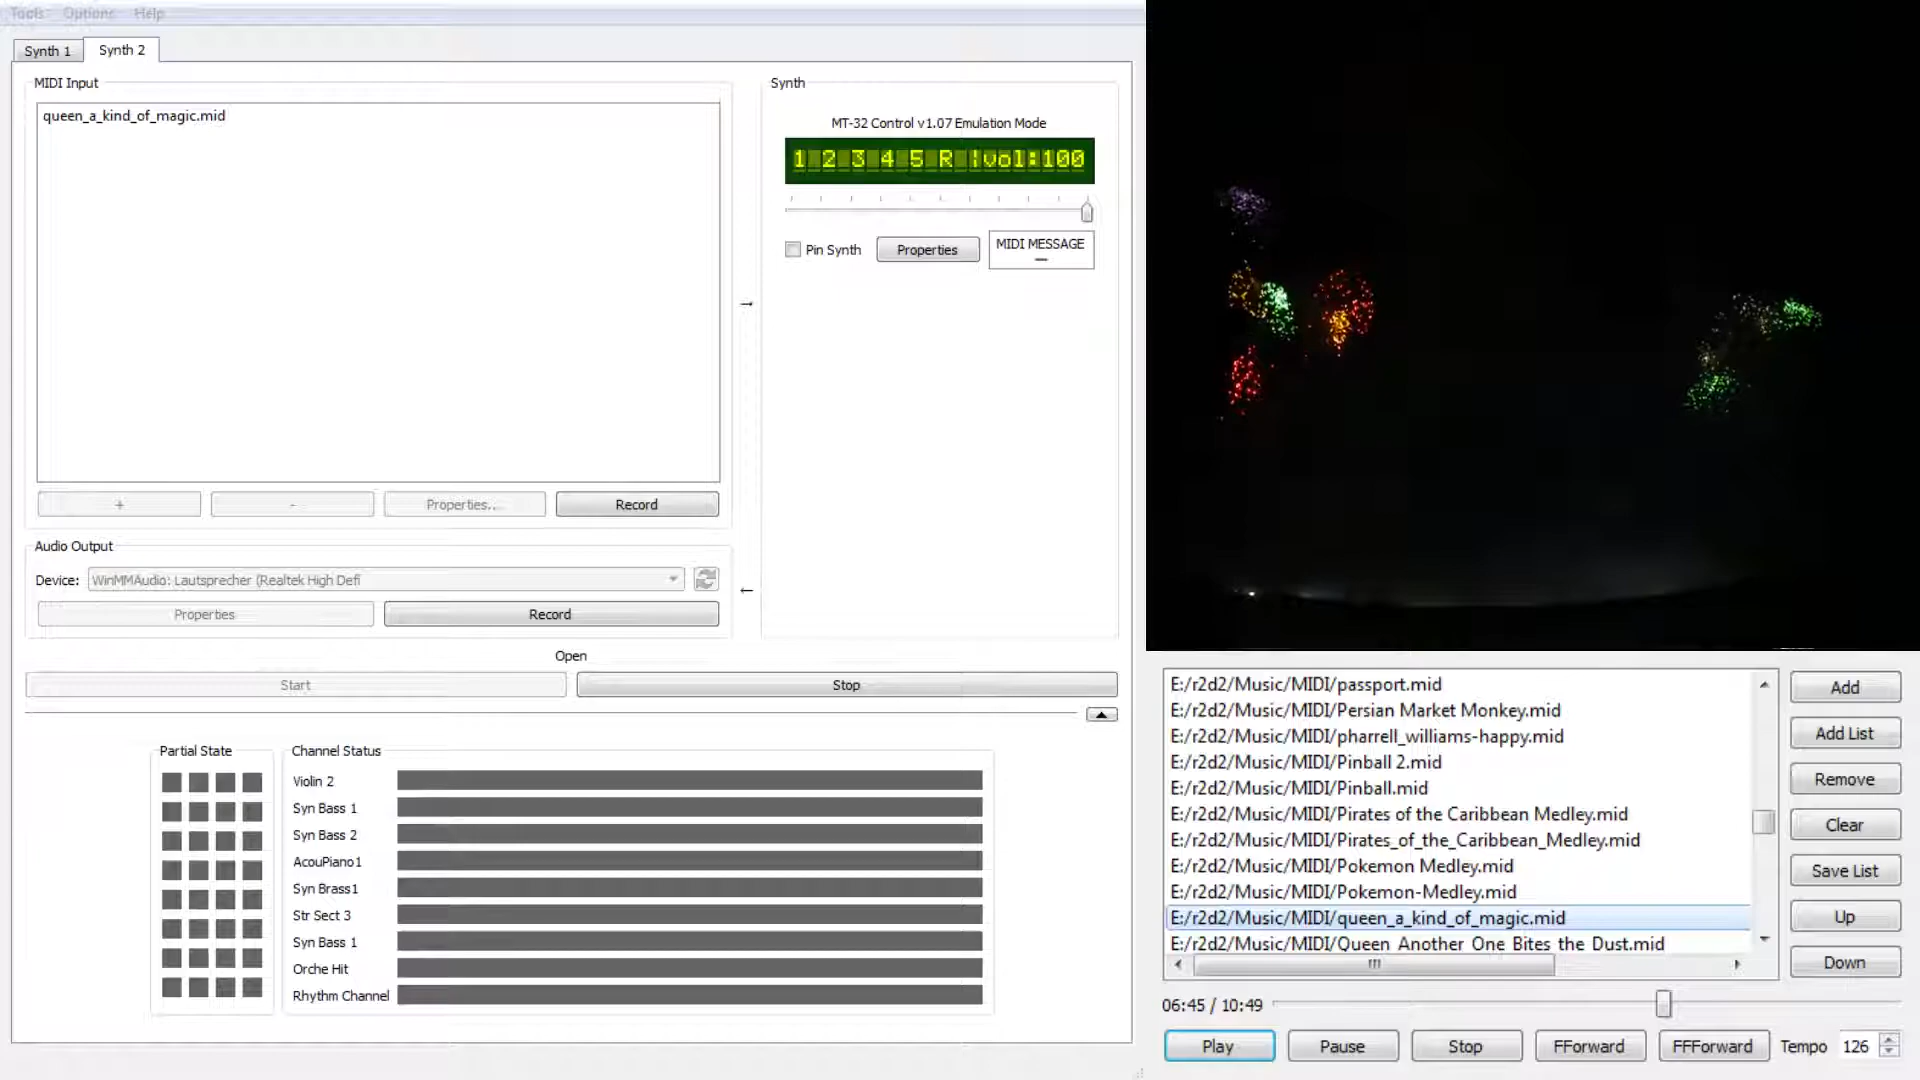 Tools Options Help
Synth 1 Synth 2
MIDI Input
queen_a_kind_of_magic.mid
+ - Properties... Record
Audio Output
Device: WinMMAudio: Lautsprecher (Realtek High Defi
Properties Record
Synth
MT-32 Control v1.07 Emulation Mode
1 2 3 4 5 R |vol:100
Pin Synth Properties MIDI MESSAGE
→
←
Open
Start Stop
Partial State Channel Status
Violin 2
Syn Bass 1
Syn Bass 2
AcouPiano1
Syn Brass1
Str Sect 3
Syn Bass 1
Orche Hit
Rhythm Channel
E:/r2d2/Music/MIDI/passport.mid
E:/r2d2/Music/MIDI/Persian Market Monkey.mid
E:/r2d2/Music/MIDI/pharrell_williams-happy.mid
E:/r2d2/Music/MIDI/Pinball 2.mid
E:/r2d2/Music/MIDI/Pinball.mid
E:/r2d2/Music/MIDI/Pirates of the Caribbean Medley.mid
E:/r2d2/Music/MIDI/Pirates_of_the_Caribbean_Medley.mid
E:/r2d2/Music/MIDI/Pokemon Medley.mid
E:/r2d2/Music/MIDI/Pokemon-Medley.mid
E:/r2d2/Music/MIDI/queen_a_kind_of_magic.mid
E:/r2d2/Music/MIDI/Queen Another One Bites the Dust.mid
Add
Add List
Remove
Clear
Save List
Up
Down
06:45 / 10:49
Play Pause Stop FForward FFForward Tempo 126